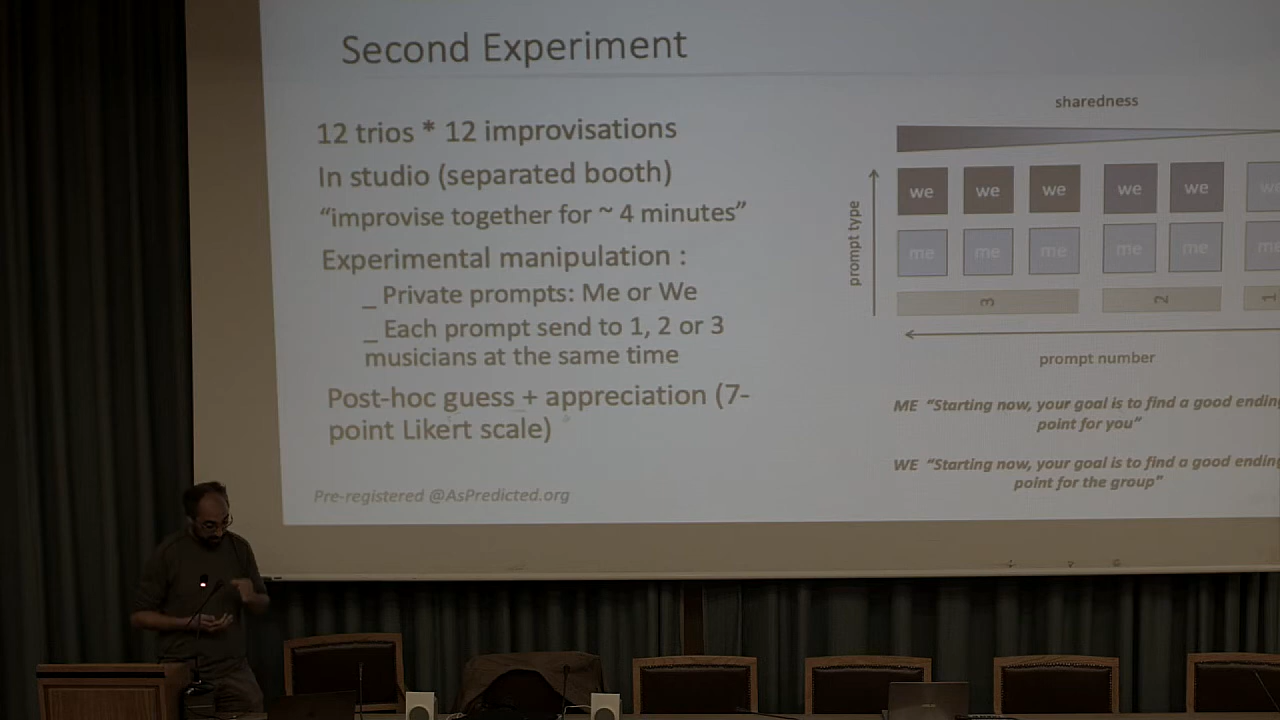 Second Experiment
12 trios * 12 improvisations
In studio (separated booth)
“improvise together for ~ 4 minutes”
Experimental manipulation :
_ Private prompts: Me or We
_ Each prompt send to 1, 2 or 3
musicians at the same time
Post-hoc guess + appreciation (7-
point Likert scale)
Pre-registered @AsPredicted.org
sharedness
prompt type
we we we we we
me me me me me
3 2 1
prompt number
ME “Starting now, your goal is to find a good ending
point for you”
WE “Starting now, your goal is to find a good ending
point for the group”